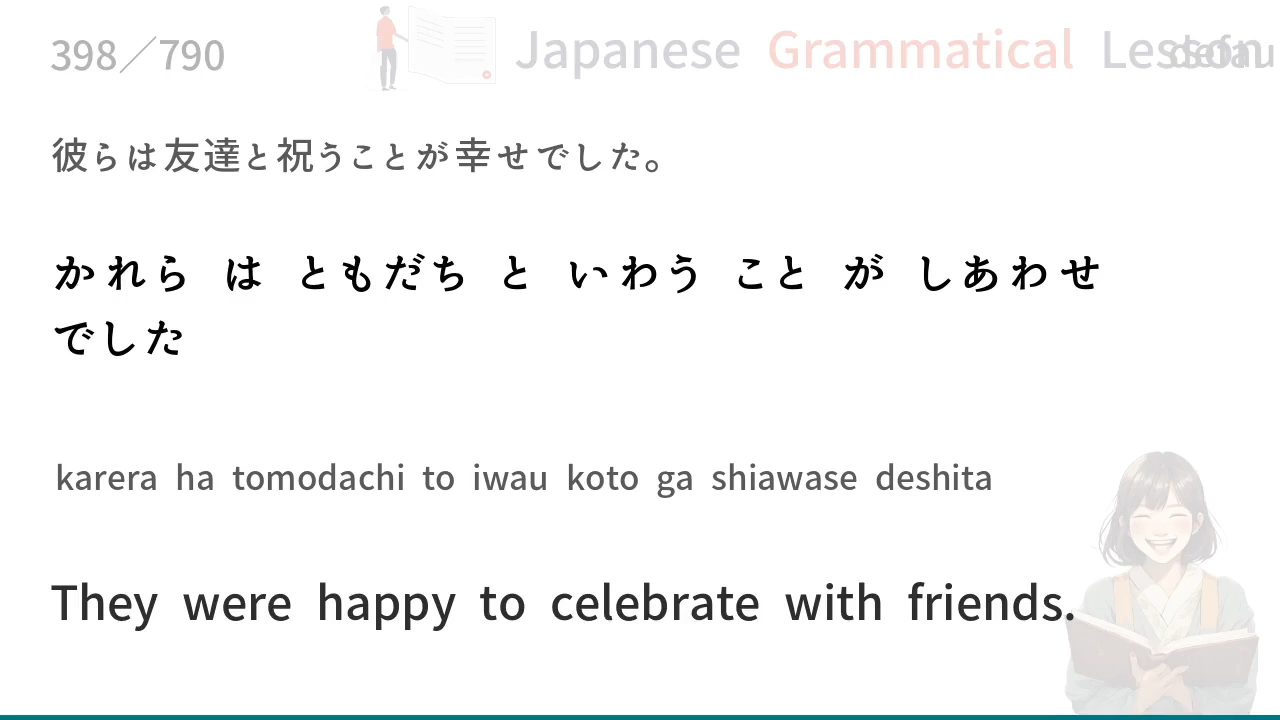 398／790
Japanese Grammatical Lesson
defau
彼らは友達と祝うことが幸せでした。
かれら は ともだち と いわう こと が しあわせ
でした
karera ha tomodachi to iwau koto ga shiawase deshita
They were happy to celebrate with friends.